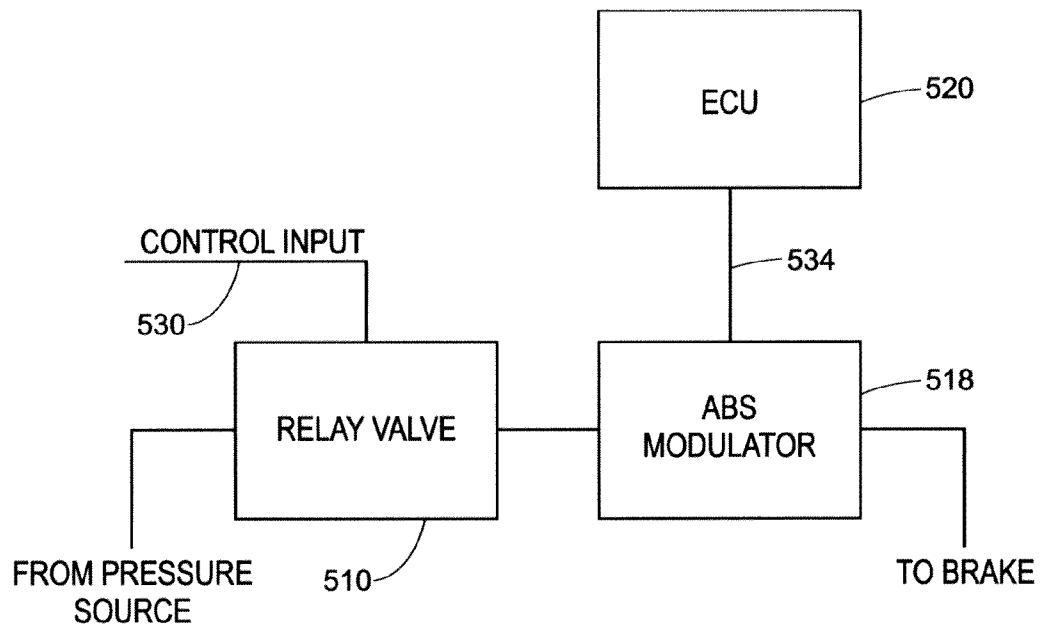 ECU
520
CONTROL INPUT
534
530
RELAY VALVE
ABS
MODULATOR
518
FROM PRESSURE
SOURCE
510
TO BRAKE